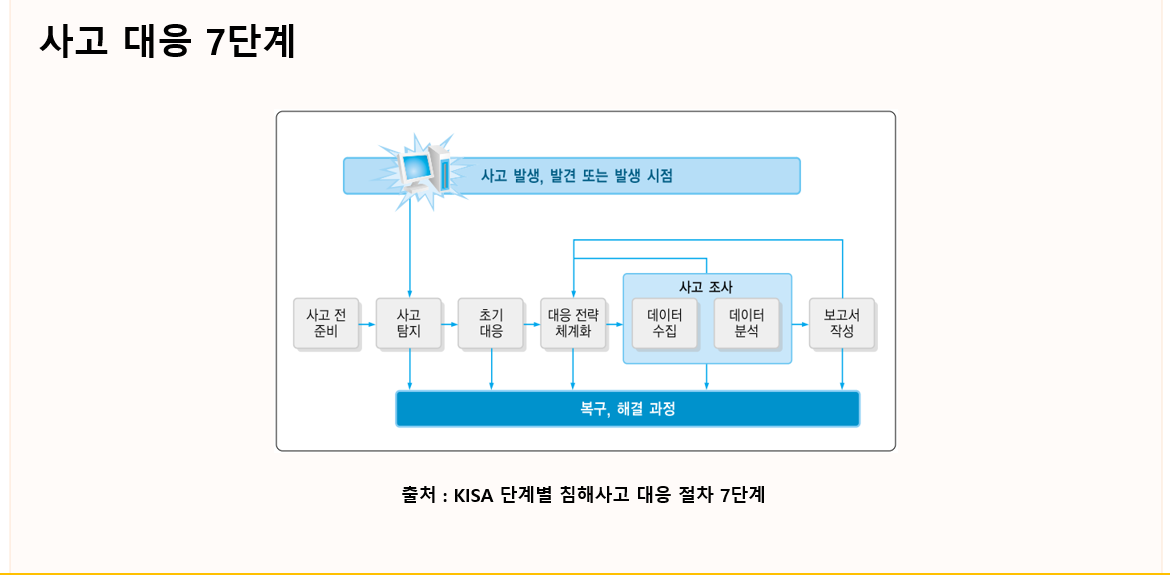 사고 대응 7단계
사고 발생, 발견 또는 발생 시점
사고 전
준비
사고
탐지
초기
대응
대응 전략
체계화
사고 조사
데이터
수집
데이터
분석
보고서
작성
복구, 해결 과정
출처 : KISA 단계별 침해사고 대응 절차 7단계